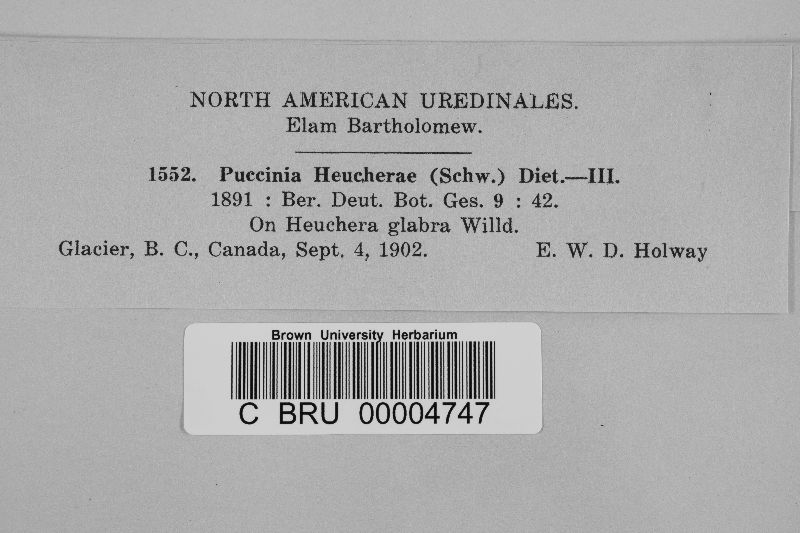 NORTH AMERICAN UREDINALES.
Elam Bartholomew.
1552. Puccinia Heucherae (Schw.) Diet.—III.
1891 : Ber. Deut. Bot. Ges. 9 : 42.
On Heuchera glabra Willd.
Glacier, B. C., Canada, Sept. 4, 1902. E. W. D. Holway
Brown University Herbarium
C BRU 00004747